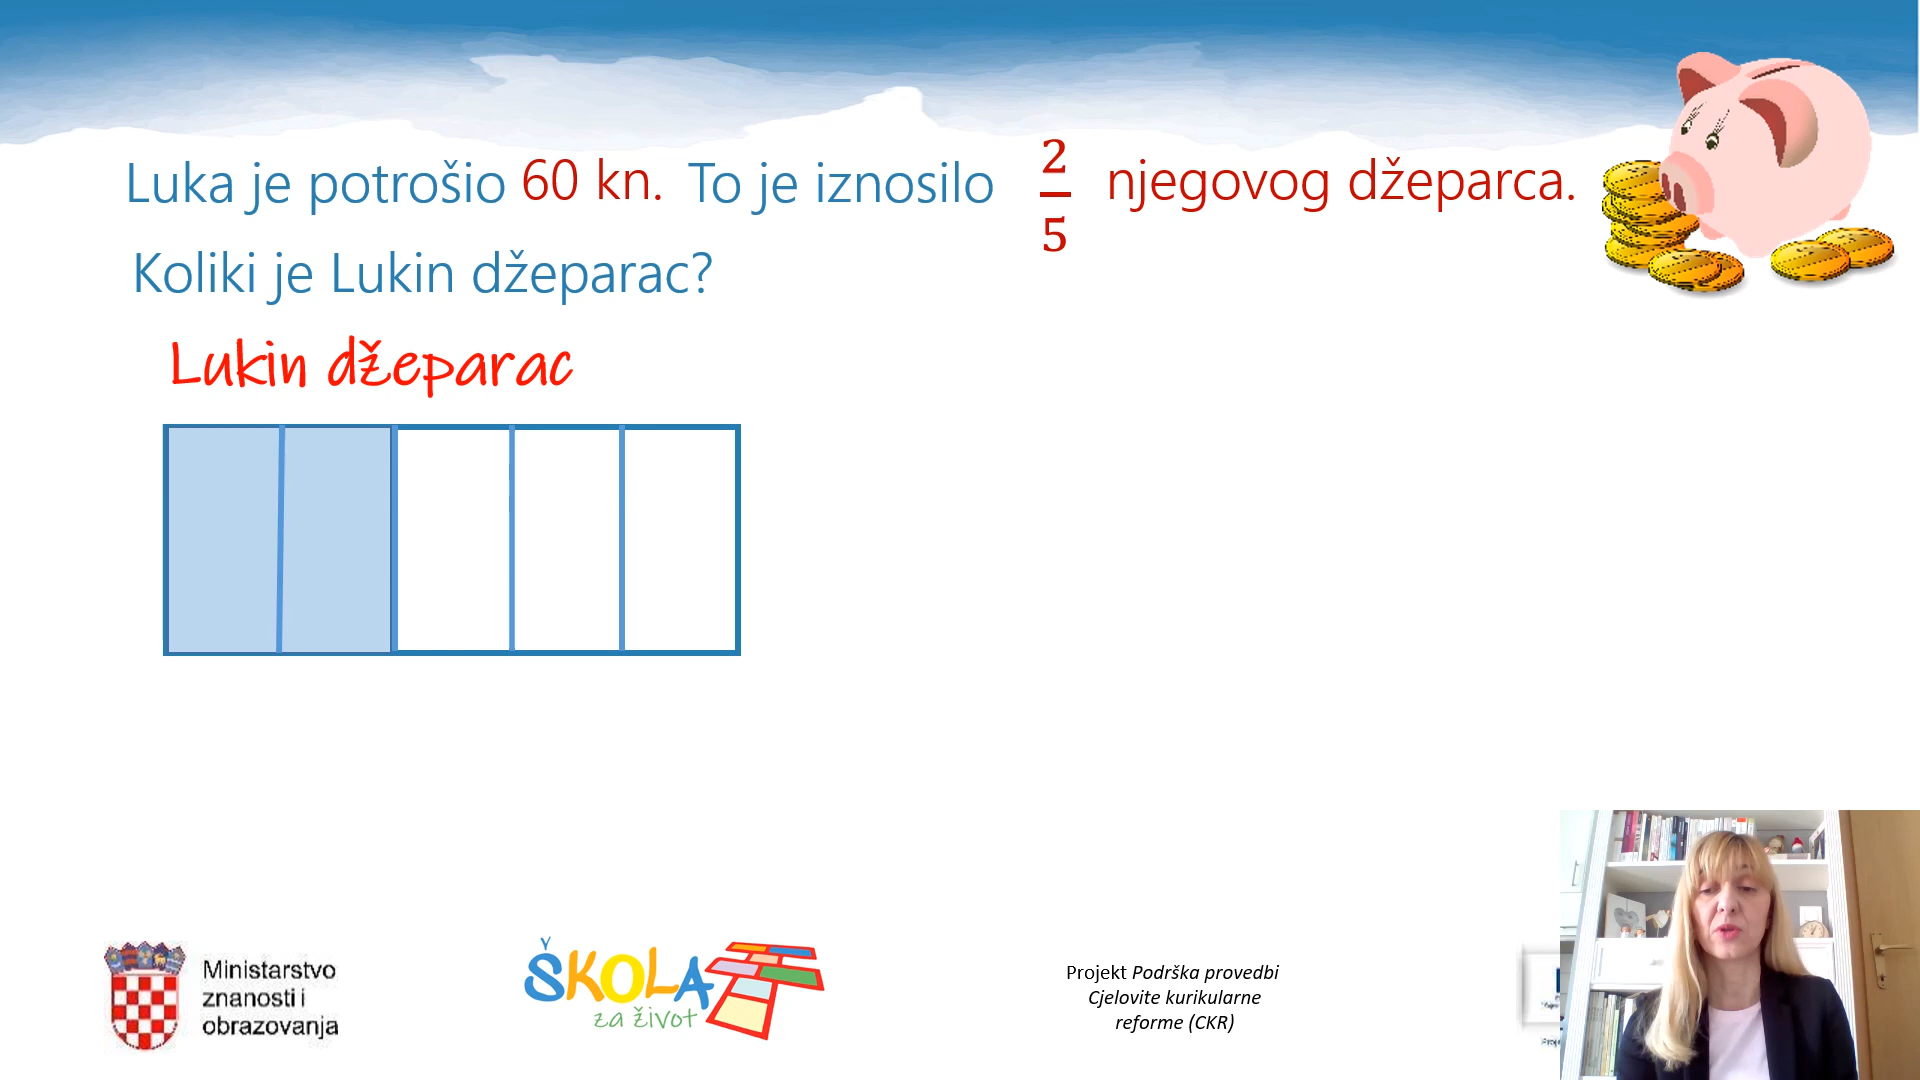 Luka je potrošio 60 kn. To je iznosilo 2/5 njegovog džeparca.
Koliki je Lukin džeparac?
Lukin džeparac
Ministarstvo
znanosti i
obrazovanja
ŠKOLA
za život
Projekt Podrška provedbi
Cjelovite kurikularne
reforme (CKR)